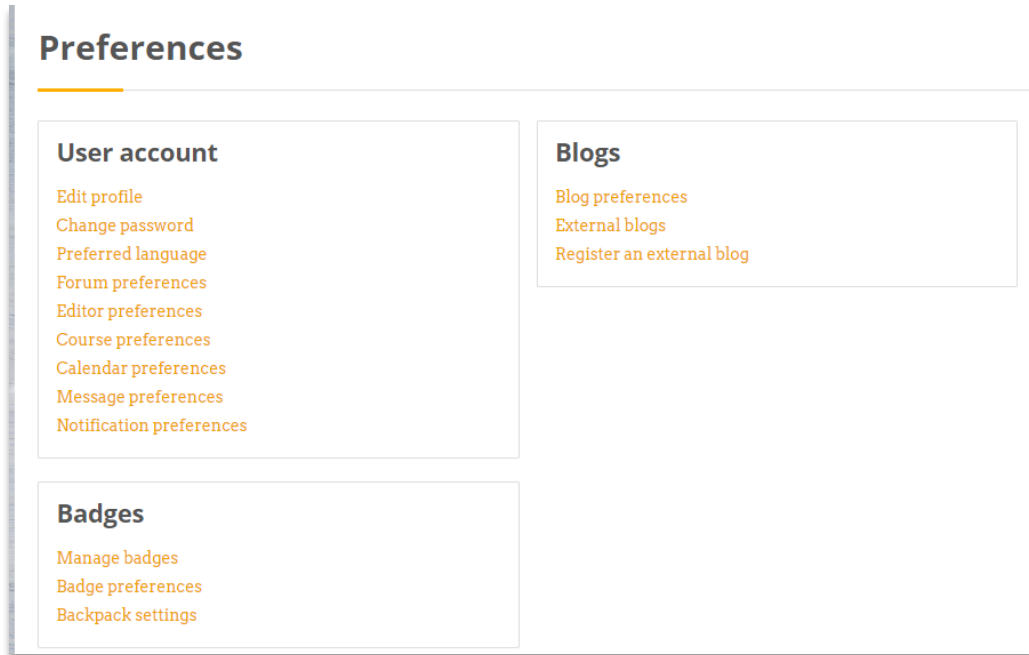 Preferences
User account
Edit profile
Change password
Preferred language
Forum preferences
Editor preferences
Course preferences
Calendar preferences
Message preferences
Notification preferences
Blogs
Blog preferences
External blogs
Register an external blog
Badges
Manage badges
Badge preferences
Backpack settings